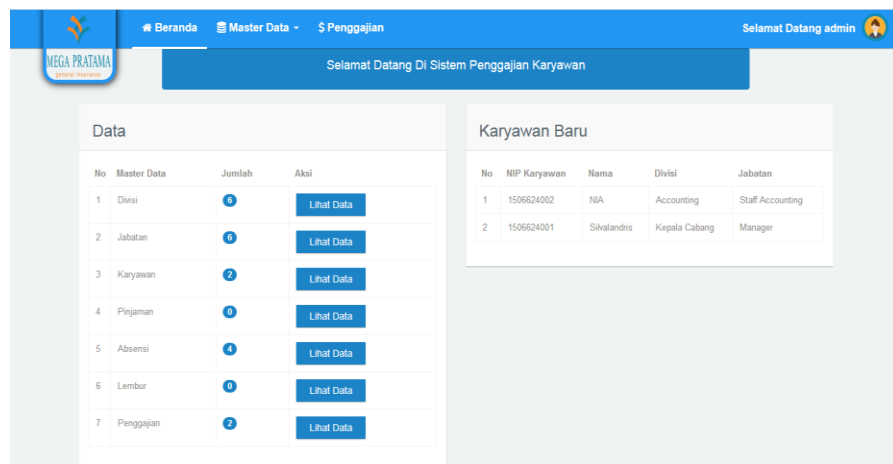 Beranda Master Data $ Penggajian Selamat Datang admin
MEGA PRATAMA
general insurance
Selamat Datang Di Sistem Penggajian Karyawan
Data
No Master Data Jumlah Aksi
1 Divisi 6 Lihat Data
2 Jabatan 6 Lihat Data
3 Karyawan 2 Lihat Data
4 Pinjaman 0 Lihat Data
5 Absensi 4 Lihat Data
6 Lembur 0 Lihat Data
7 Penggajian 2 Lihat Data
Karyawan Baru
No NIP Karyawan Nama Divisi Jabatan
1 1506624002 NIA Accounting Staff Accounting
2 1506624001 Silvalandris Kepala Cabang Manager